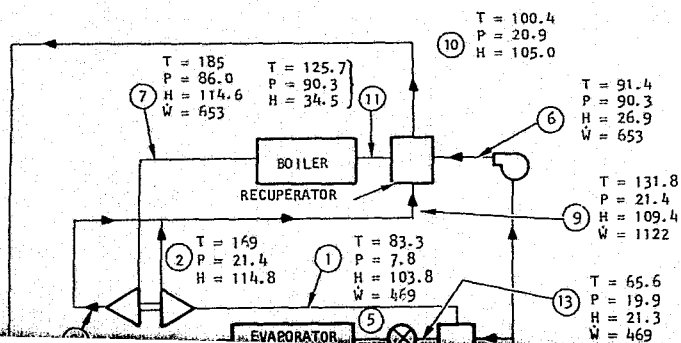 T = 100.4
10 P = 20.9
H = 105.0
T = 185
P = 86.0
H = 114.6
Ẇ = 653
7
T = 125.7
P = 90.3
H = 34.5
11
T = 91.4
P = 90.3
H = 26.9
Ẇ = 653
6
BOILER
RECUPERATOR
T = 131.8
P = 21.4
H = 109.4
Ẇ = 1122
9
T = 169
2 P = 21.4
H = 114.8
1
T = 83.3
P = 7.8
H = 103.8
Ẇ = 469
5
13
T = 65.6
P = 19.9
H = 21.3
Ẇ = 469
EVAPORATOR